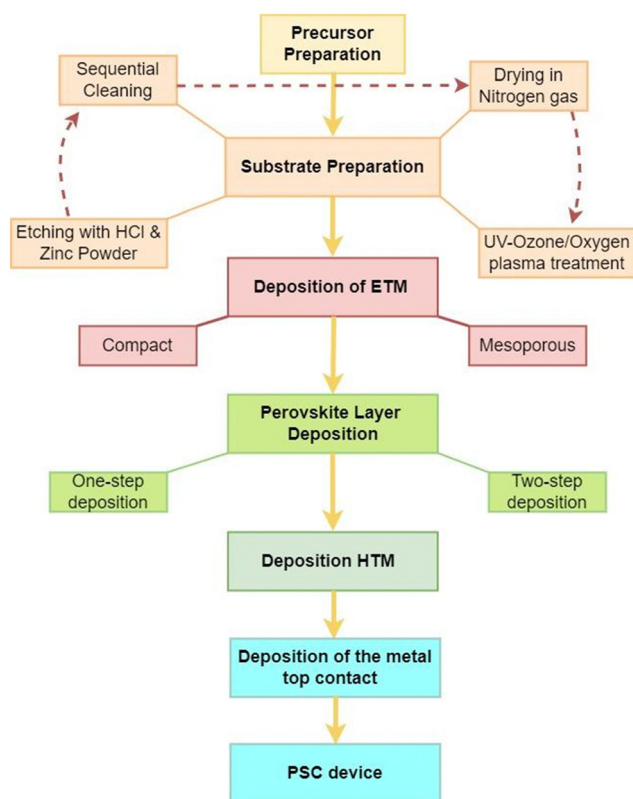 Precursor
Preparation
Sequential
Cleaning
Drying in
Nitrogen gas
Substrate Preparation
Etching with HCl &
Zinc Powder
UV-Ozone/Oxygen
plasma treatment
Deposition of ETM
Compact
Mesoporous
Perovskite Layer
Deposition
One-step
deposition
Two-step
deposition
Deposition HTM
Deposition of the metal
top contact
PSC device